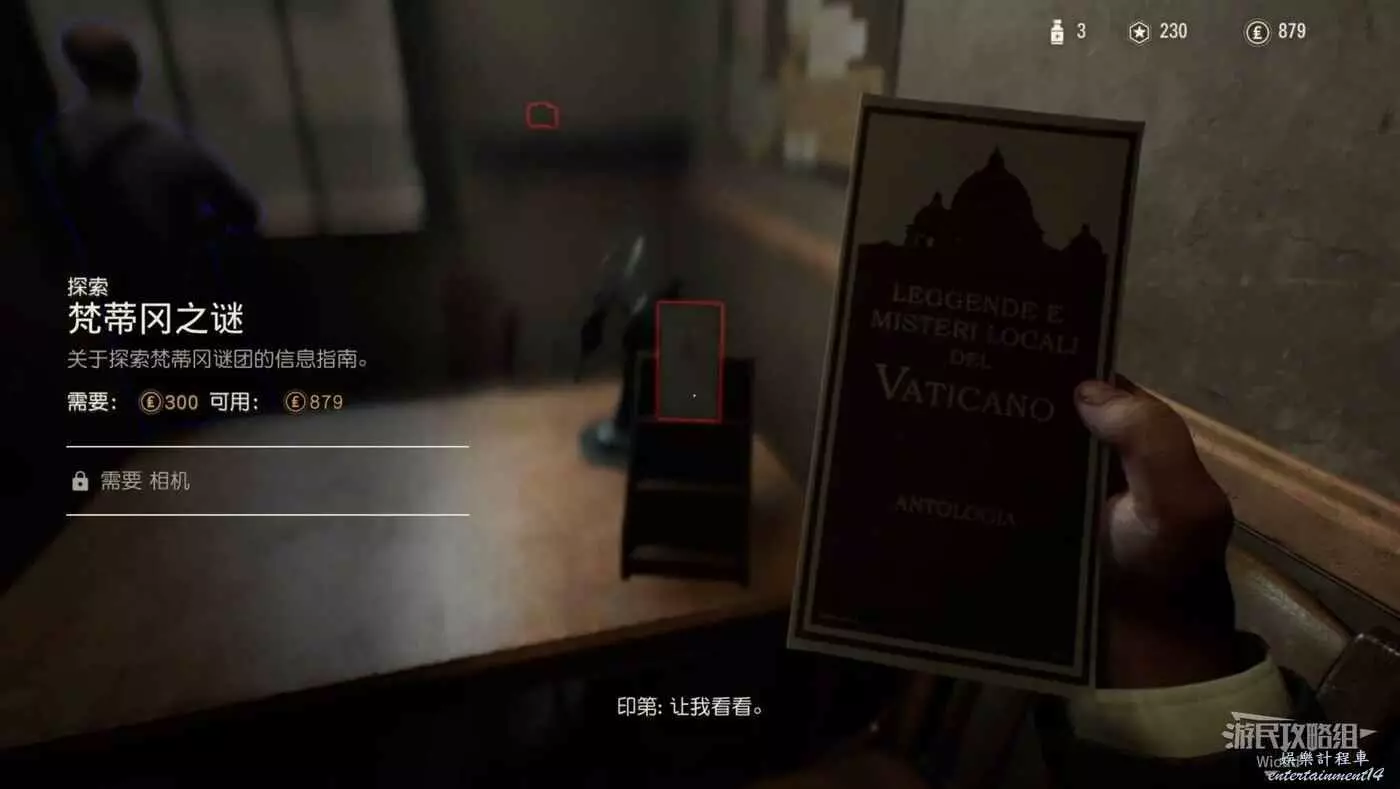 3 230 £ 879
探索
梵蒂冈之谜
关于探索梵蒂冈谜团的信息指南。
需要： £300 可用： £879
需要 相机
LEGGENDE E
MISTERI LOCALI
DEL
VATICANO
ANTOLOGIA
印第: 让我看看。
游民攻略组
娛樂計程車
entertainment14